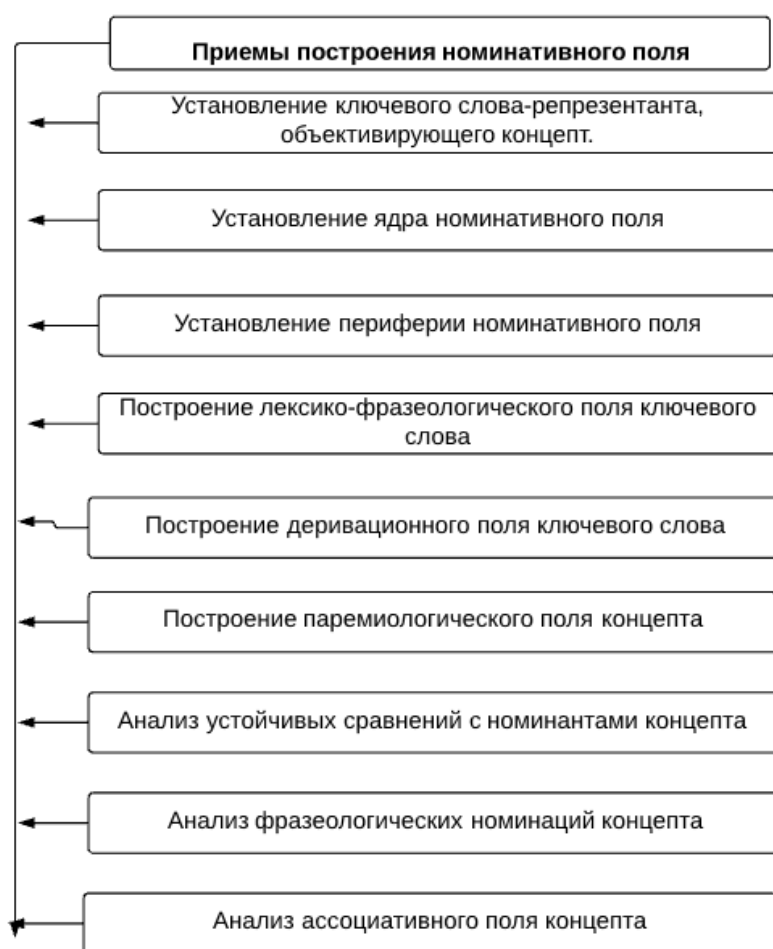 Приемы построения номинативного поля
Установление ключевого слова-репрезентанта,
объективирующего концепт.
Установление ядра номинативного поля
Установление периферии номинативного поля
Построение лексико-фразеологического поля ключевого
слова
Построение деривационного поля ключевого слова
Построение паремиологического поля концепта
Анализ устойчивых сравнений с номинантами концепта
Анализ фразеологических номинаций концепта
Анализ ассоциативного поля концепта